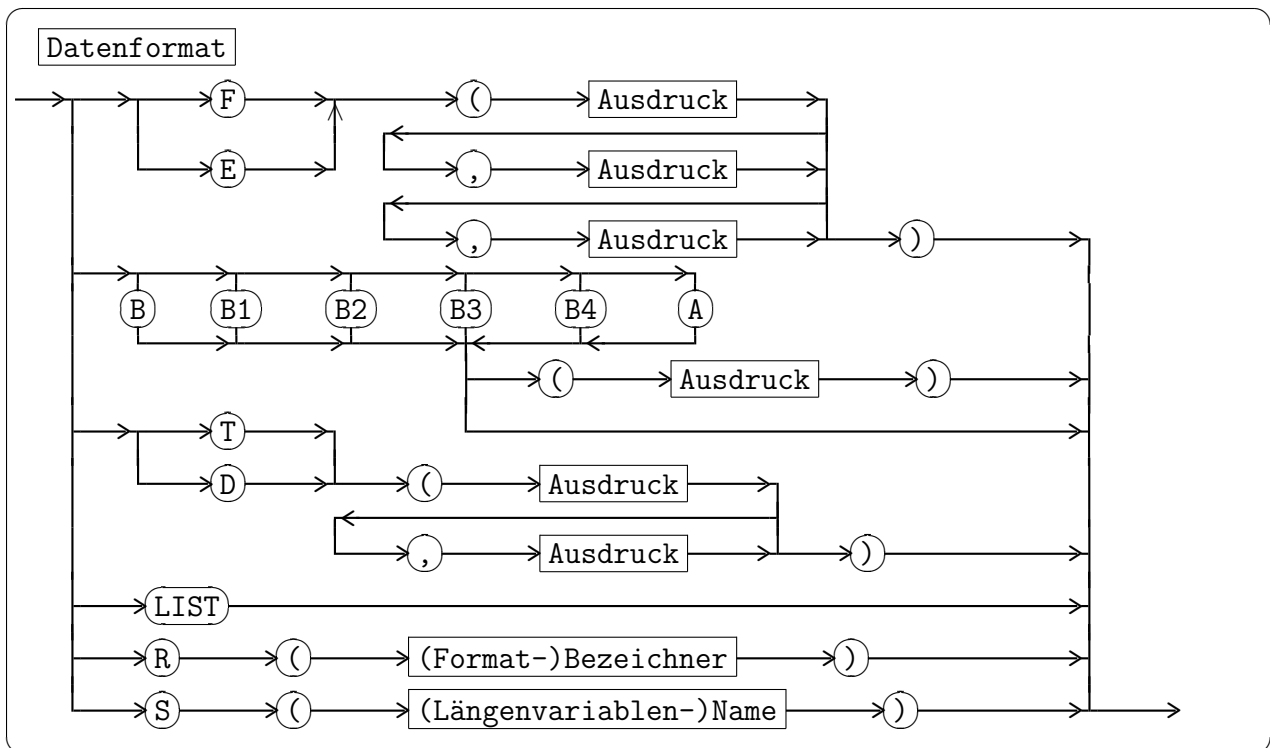 Datenformat
F ( Ausdruck
E , Ausdruck
, Ausdruck )
B B1 B2 B3 B4 A
( Ausdruck )
T
D ( Ausdruck
, Ausdruck )
LIST
R ( (Format-)Bezeichner )
S ( (Längenvariablen-)Name )